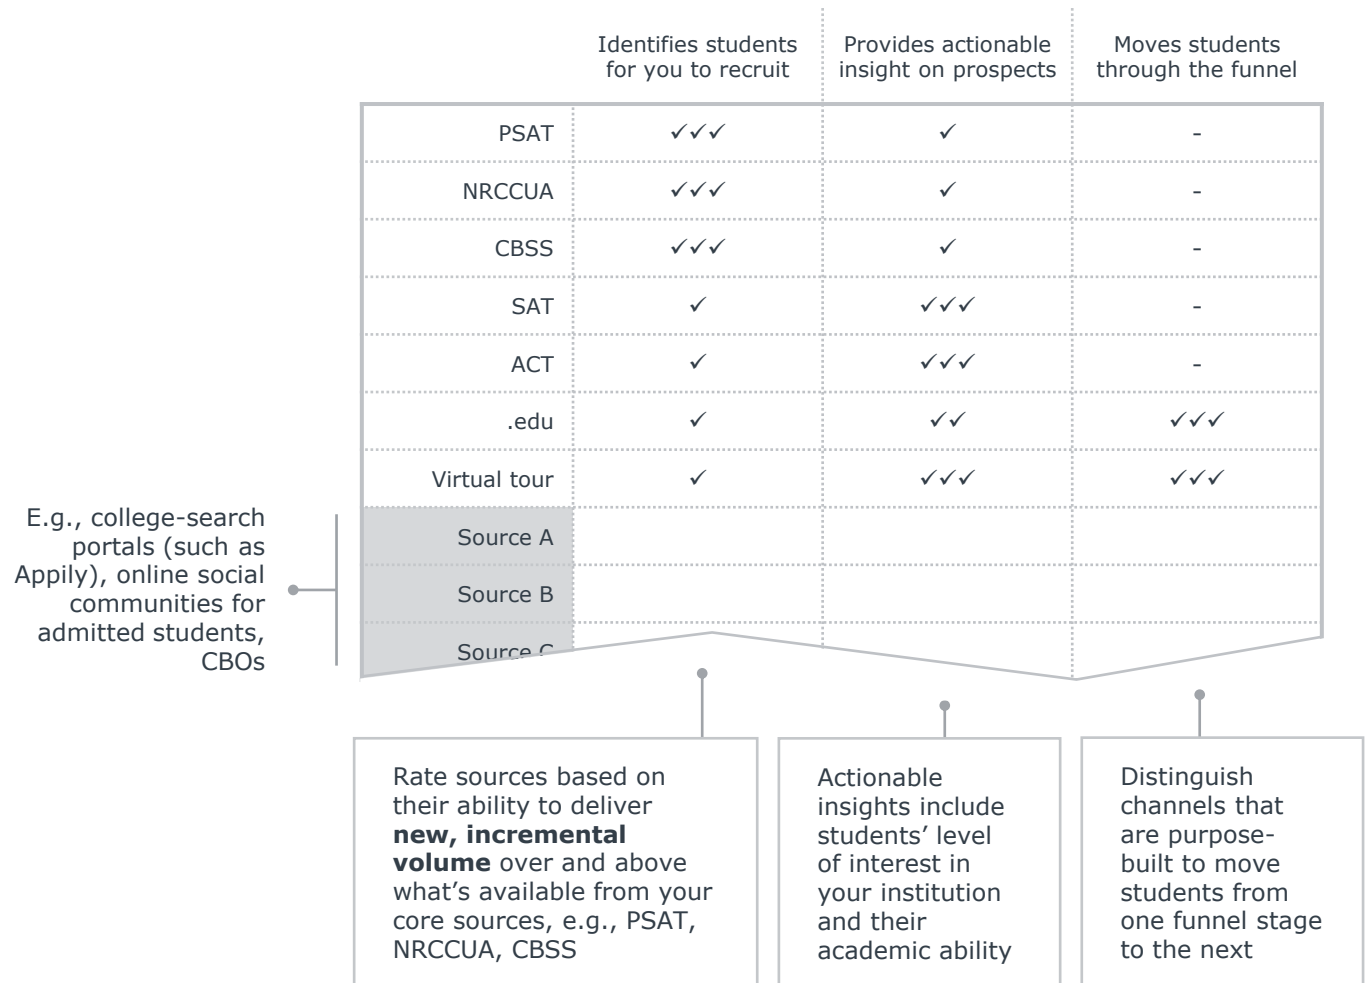 Identifies students
for you to recruit
Provides actionable
insight on prospects
Moves students
through the funnel
PSAT ✓✓✓ ✓ -
NRCCUA ✓✓✓ ✓ -
CBSS ✓✓✓ ✓ -
SAT ✓ ✓✓✓ -
ACT ✓ ✓✓✓ -
.edu ✓ ✓✓ ✓✓✓
Virtual tour ✓ ✓✓✓ ✓✓✓
Source A
Source B
Source C
E.g., college-search
portals (such as
Appily), online social
communities for
admitted students,
CBOs
Rate sources based on
their ability to deliver
new, incremental
volume over and above
what's available from your
core sources, e.g., PSAT,
NRCCUA, CBSS
Actionable
insights include
students' level
of interest in
your institution
and their
academic ability
Distinguish
channels that
are purpose-
built to move
students from
one funnel stage
to the next